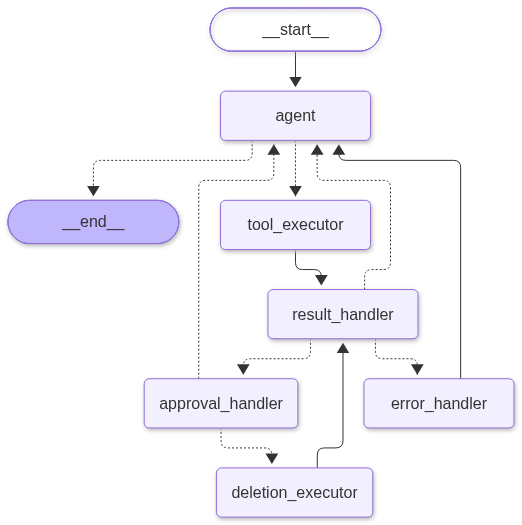 __start__
agent
__end__
tool_executor
result_handler
approval_handler
error_handler
deletion_executor